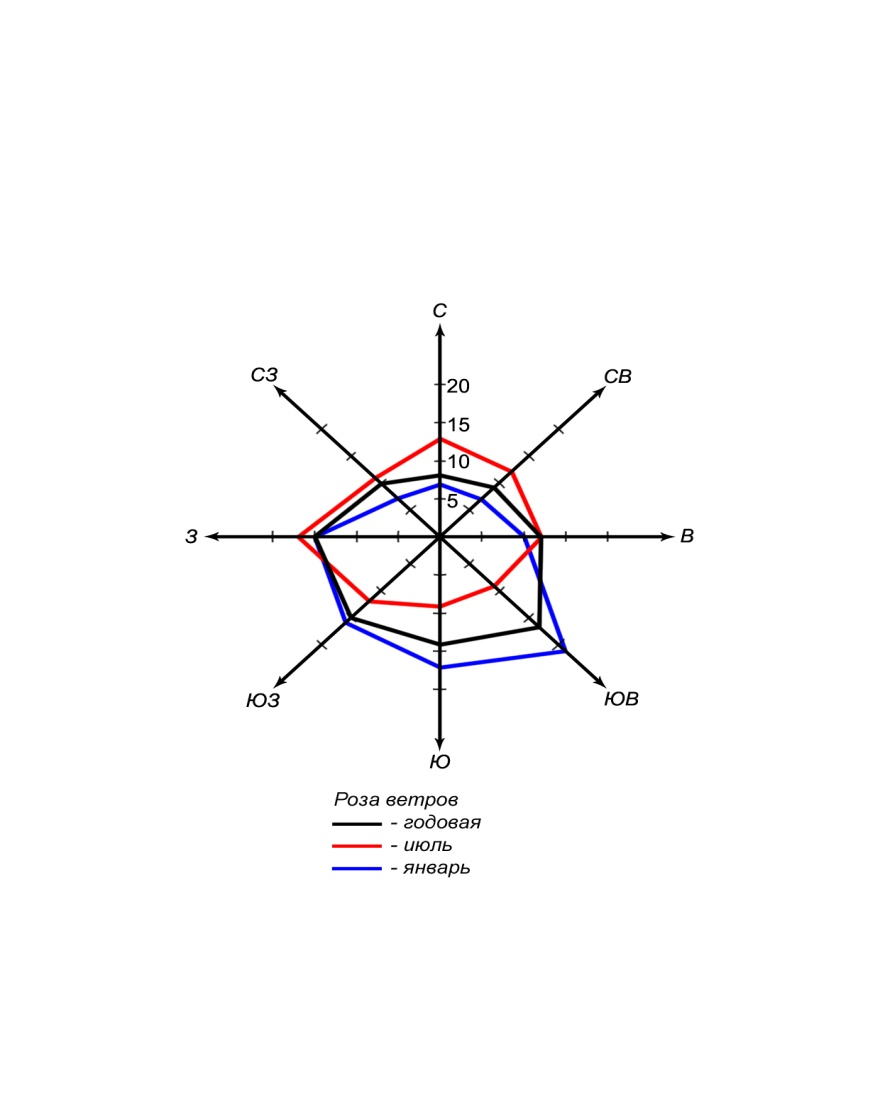 С
СЗ
СВ
20
15
10
5
З
В
ЮЗ
ЮВ
Ю
Роза ветров
- годовая
- июль
- январь